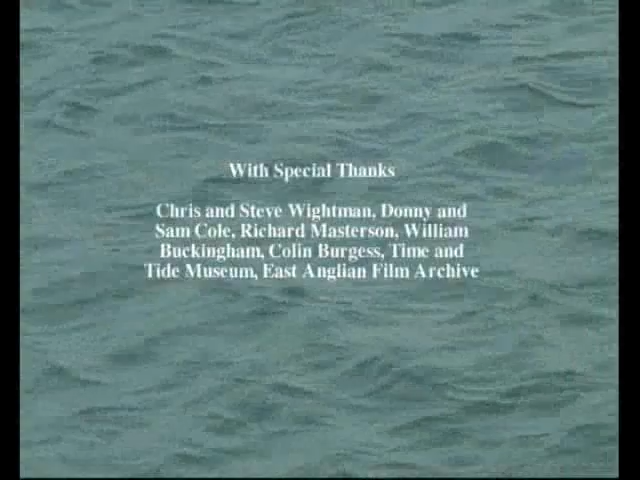 With Special Thanks
Chris and Steve Wightman, Donny and
Sam Cole, Richard Masterson, William
Buckingham, Colin Burgess, Time and
Tide Museum, East Anglian Film Archive